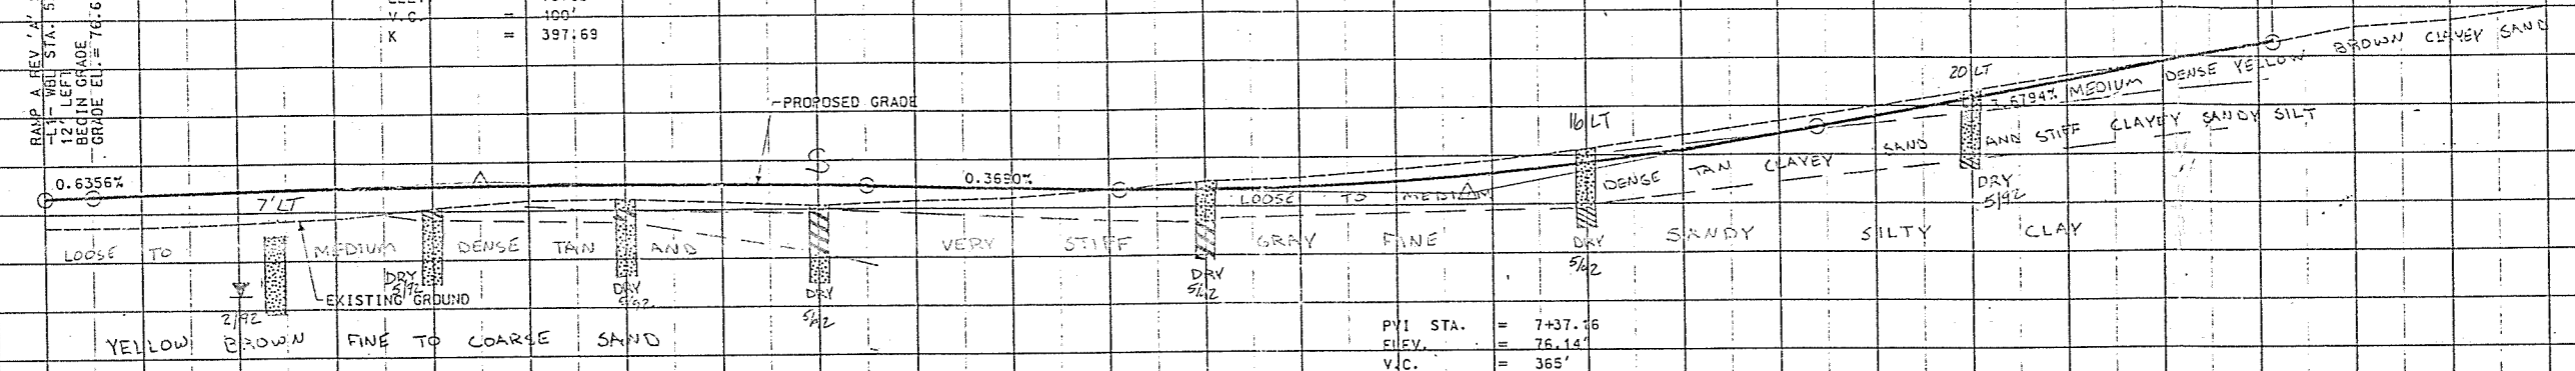 RAMP A REV 'A'
-L1- WBL STA. 5
12' LEFT
BEGIN GRADE
GRADE EL.= 76.6
V.C. = 100'
K = 397.69
0.6356%
7' LT
PROPOSED GRADE
0.3690%
16 LT
20 LT
BROWN CLAYEY SAND
MEDIUM DENSE YELLOW
AND STIFF CLAYEY SANDY SILT
DENSE TAN CLAYEY SAND
LOOSE TO MEDIUM
LOOSE TO MEDIUM DENSE TAN AND
VERY STIFF GRAY FINE SANDY SILTY CLAY
EXISTING GROUND
2/92
DRY
5/92
DRY
5/92
DRY
5/92
DRY
5/92
DRY
5/92
DRY
5/92
YELLOW BROWN FINE TO COARSE SAND
PVI STA. = 7+37.
ELEV. = 76.14'
V.C. = 365'